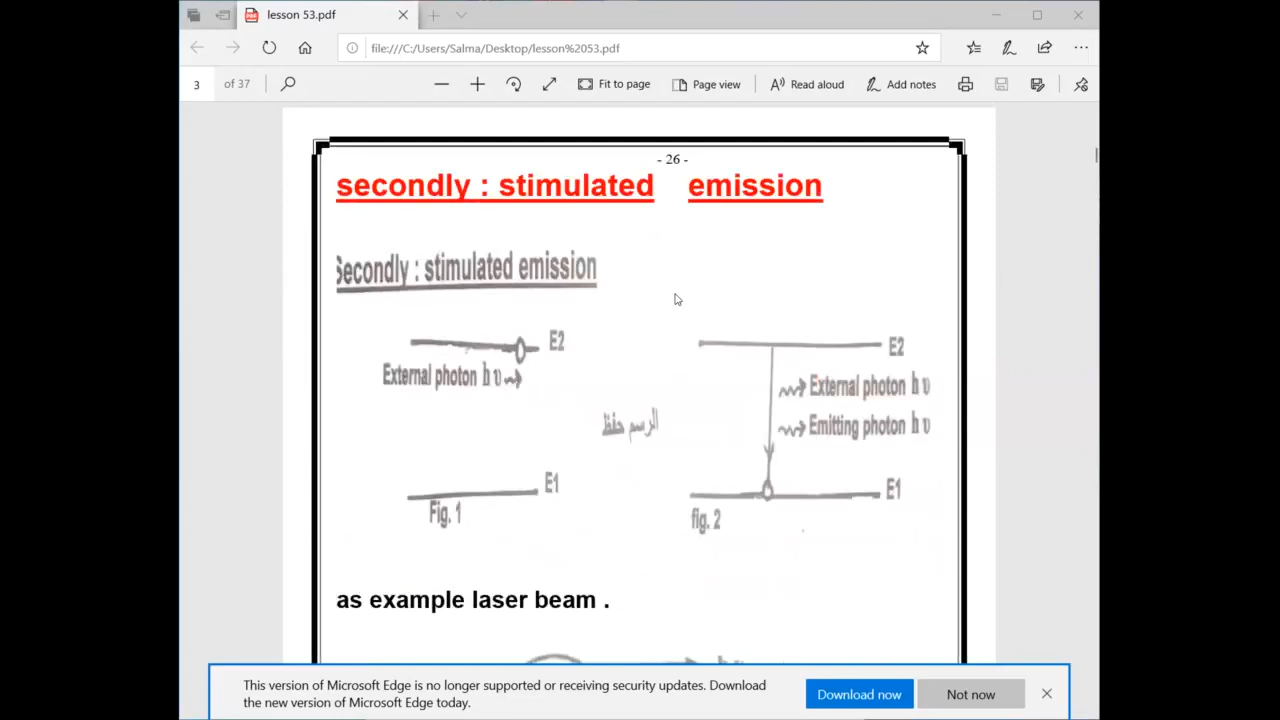 lesson 53.pdf
file:///C:/Users/Salma/Desktop/lesson%2053.pdf
3 of 37
Fit to page
Page view
Read aloud
Add notes
- 26 -
secondly : stimulated emission
Secondly : stimulated emission
E2
External photon h υ
E1
Fig. 1
الرسم حفظ
E2
External photon h υ
Emitting photon h υ
E1
fig. 2
as example laser beam .
This version of Microsoft Edge is no longer supported or receiving security updates. Download
the new version of Microsoft Edge today.
Download now
Not now